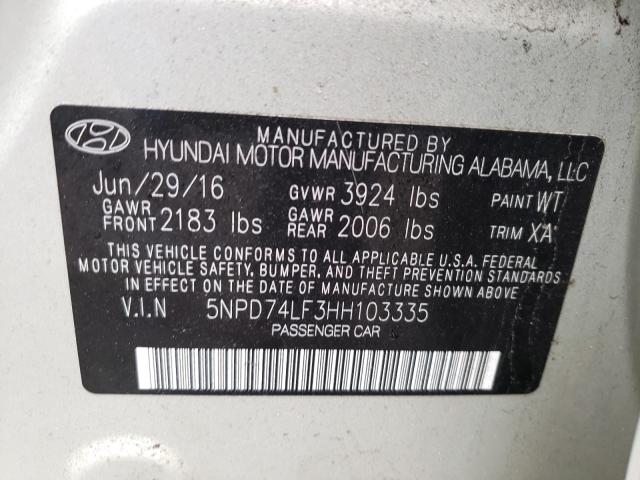 MANUFACTURED BY
HYUNDAI MOTOR MANUFACTURING ALABAMA, LLC
Jun/29/16 GVWR 3924 lbs PAINT WT
GAWR FRONT 2183 lbs GAWR REAR 2006 lbs TRIM XA
THIS VEHICLE CONFORMS TO ALL APPLICABLE U.S.A. FEDERAL
MOTOR VEHICLE SAFETY, BUMPER, AND THEFT PREVENTION STANDARDS
IN EFFECT ON THE DATE OF MANUFACTURE SHOWN ABOVE.
V.I.N 5NPD74LF3HH103335
PASSENGER CAR